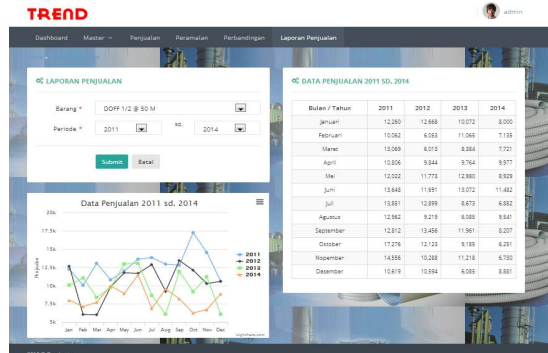 TREND
admin
Dashboard Master Penjualan Peramalan Perbandingan Laporan Penjualan
LAPORAN PENJUALAN
Barang * DOFF 1/2 @ 50 M
Periode * 2011 sd. 2014
Submit Batal
Data Penjualan 2011 sd. 2014
20k
17.5k
15k
12.5k
10k
7.5k
5k
Penjualan
Jan Feb Mar Apr May Jun Jul Aug Sep Oct Nov Dec
2011
2012
2013
2014
Highcharts.com
DATA PENJUALAN 2011 SD. 2014
Bulan / Tahun 2011 2012 2013 2014
Januari 12,260 12,668 10,072 8,000
Februari 10,062 6,053 11,065 7,135
Maret 13,069 6,013 8,384 7,721
April 10,806 9,844 9,764 9,977
Mei 12,022 11,773 12,980 8,929
Juni 13,648 11,691 13,072 11,482
Juli 13,891 12,899 8,673 6,882
Agustus 12,962 9,219 6,085 9,541
September 12,812 13,456 11,961 8,207
Oktober 17,276 12,123 9,185 6,261
Nopember 14,556 10,288 11,218 6,730
Desember 10,619 10,594 6,085 8,881